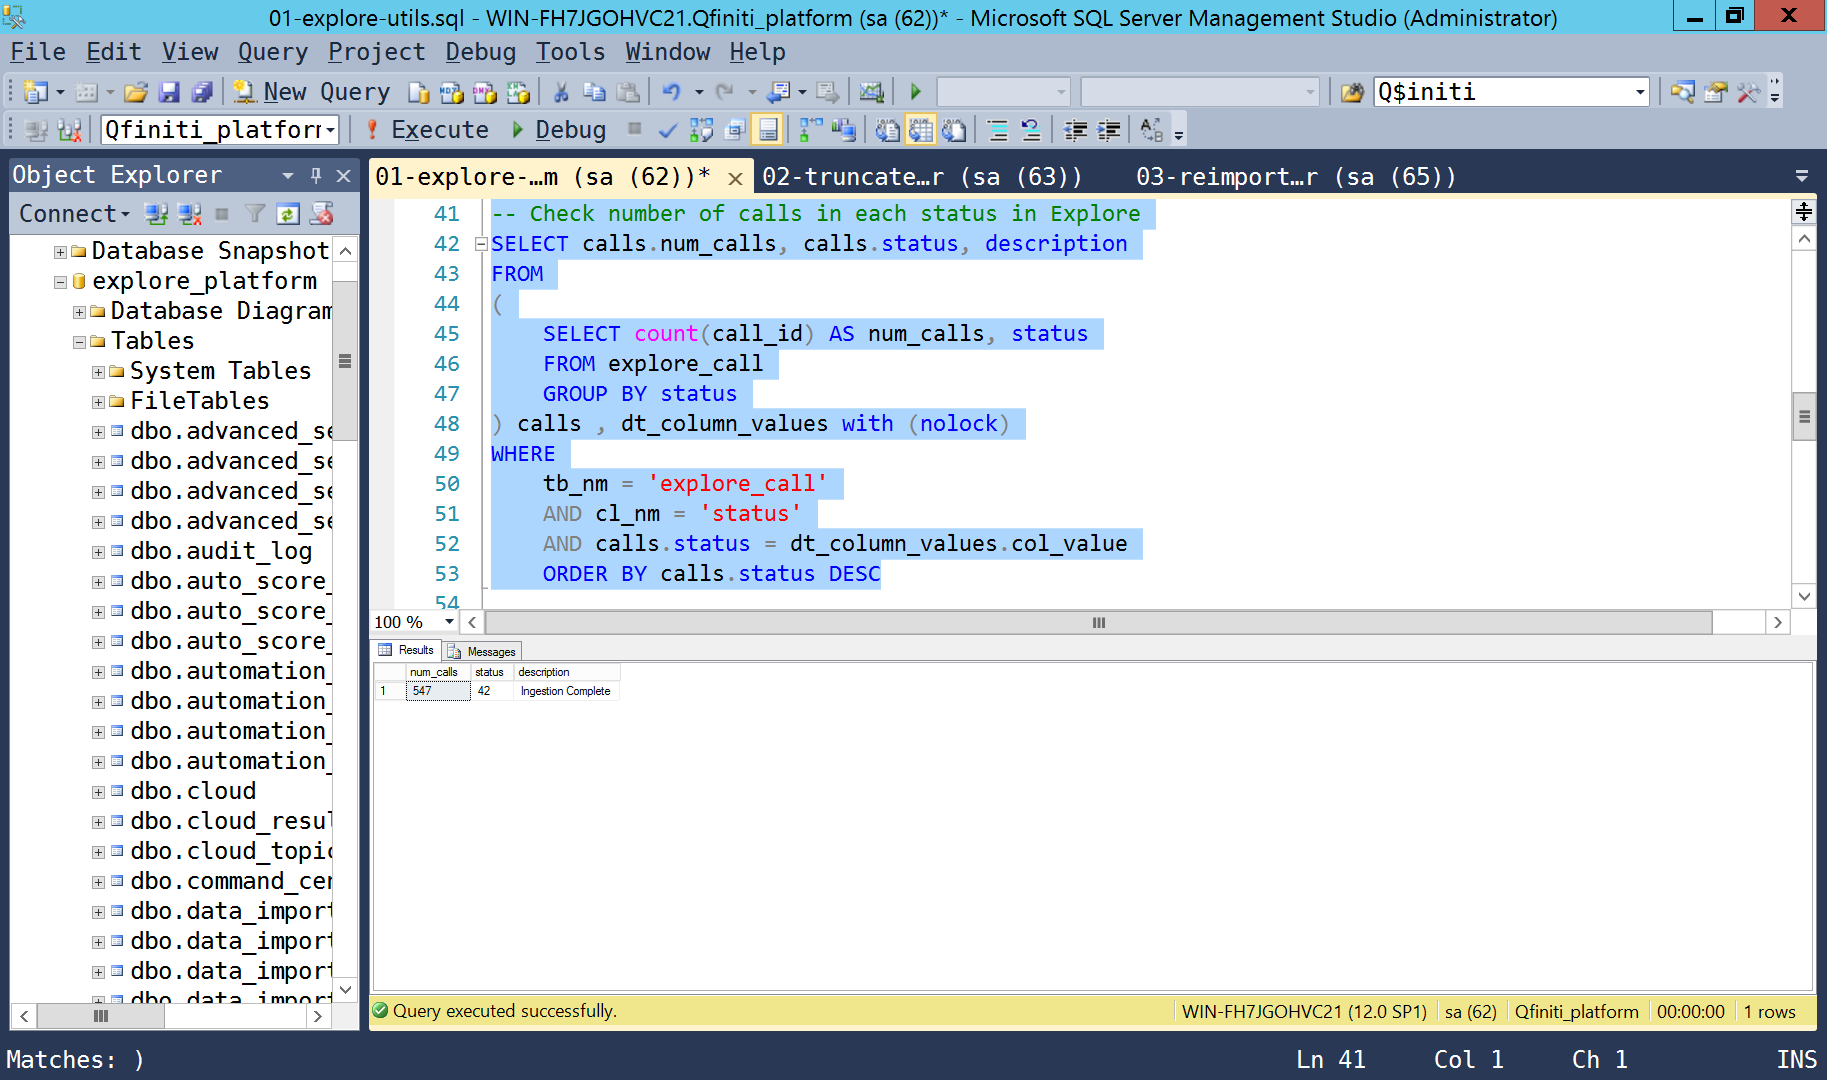 01-explore-utils.sql - WIN-FH7JGOHVC21.Qfiniti_platform (sa (62))* - Microsoft SQL Server Management Studio (Administrator)
File Edit View Query Project Debug Tools Window Help
New Query
Q$initi
Qfiniti_platforr
Execute
Debug
Object Explorer
Connect
Database Snapshot
explore_platform
Database Diagram
Tables
System Tables
FileTables
dbo.advanced_se
dbo.advanced_se
dbo.advanced_se
dbo.advanced_se
dbo.audit_log
dbo.auto_score_
dbo.auto_score_
dbo.auto_score_
dbo.automation_
dbo.automation_
dbo.automation_
dbo.automation_
dbo.cloud
dbo.cloud_resul
dbo.cloud_topic
dbo.command_cer
dbo.data_import
dbo.data_import
dbo.data_import
dbo.data_import
01-explore-…m (sa (62))*
02-truncate…r (sa (63))
03-reimport…r (sa (65))
41 -- Check number of calls in each status in Explore
42 SELECT calls.num_calls, calls.status, description
43 FROM
44 (
45 SELECT count(call_id) AS num_calls, status
46 FROM explore_call
47 GROUP BY status
48 ) calls , dt_column_values with (nolock)
49 WHERE
50 tb_nm = 'explore_call'
51 AND cl_nm = 'status'
52 AND calls.status = dt_column_values.col_value
53 ORDER BY calls.status DESC
54
100 %
Results
Messages
num_calls status description
1 547 42 Ingestion Complete
Query executed successfully.
WIN-FH7JGOHVC21 (12.0 SP1)
sa (62)
Qfiniti_platform
00:00:00
1 rows
Matches: )
Ln 41
Col 1
Ch 1
INS